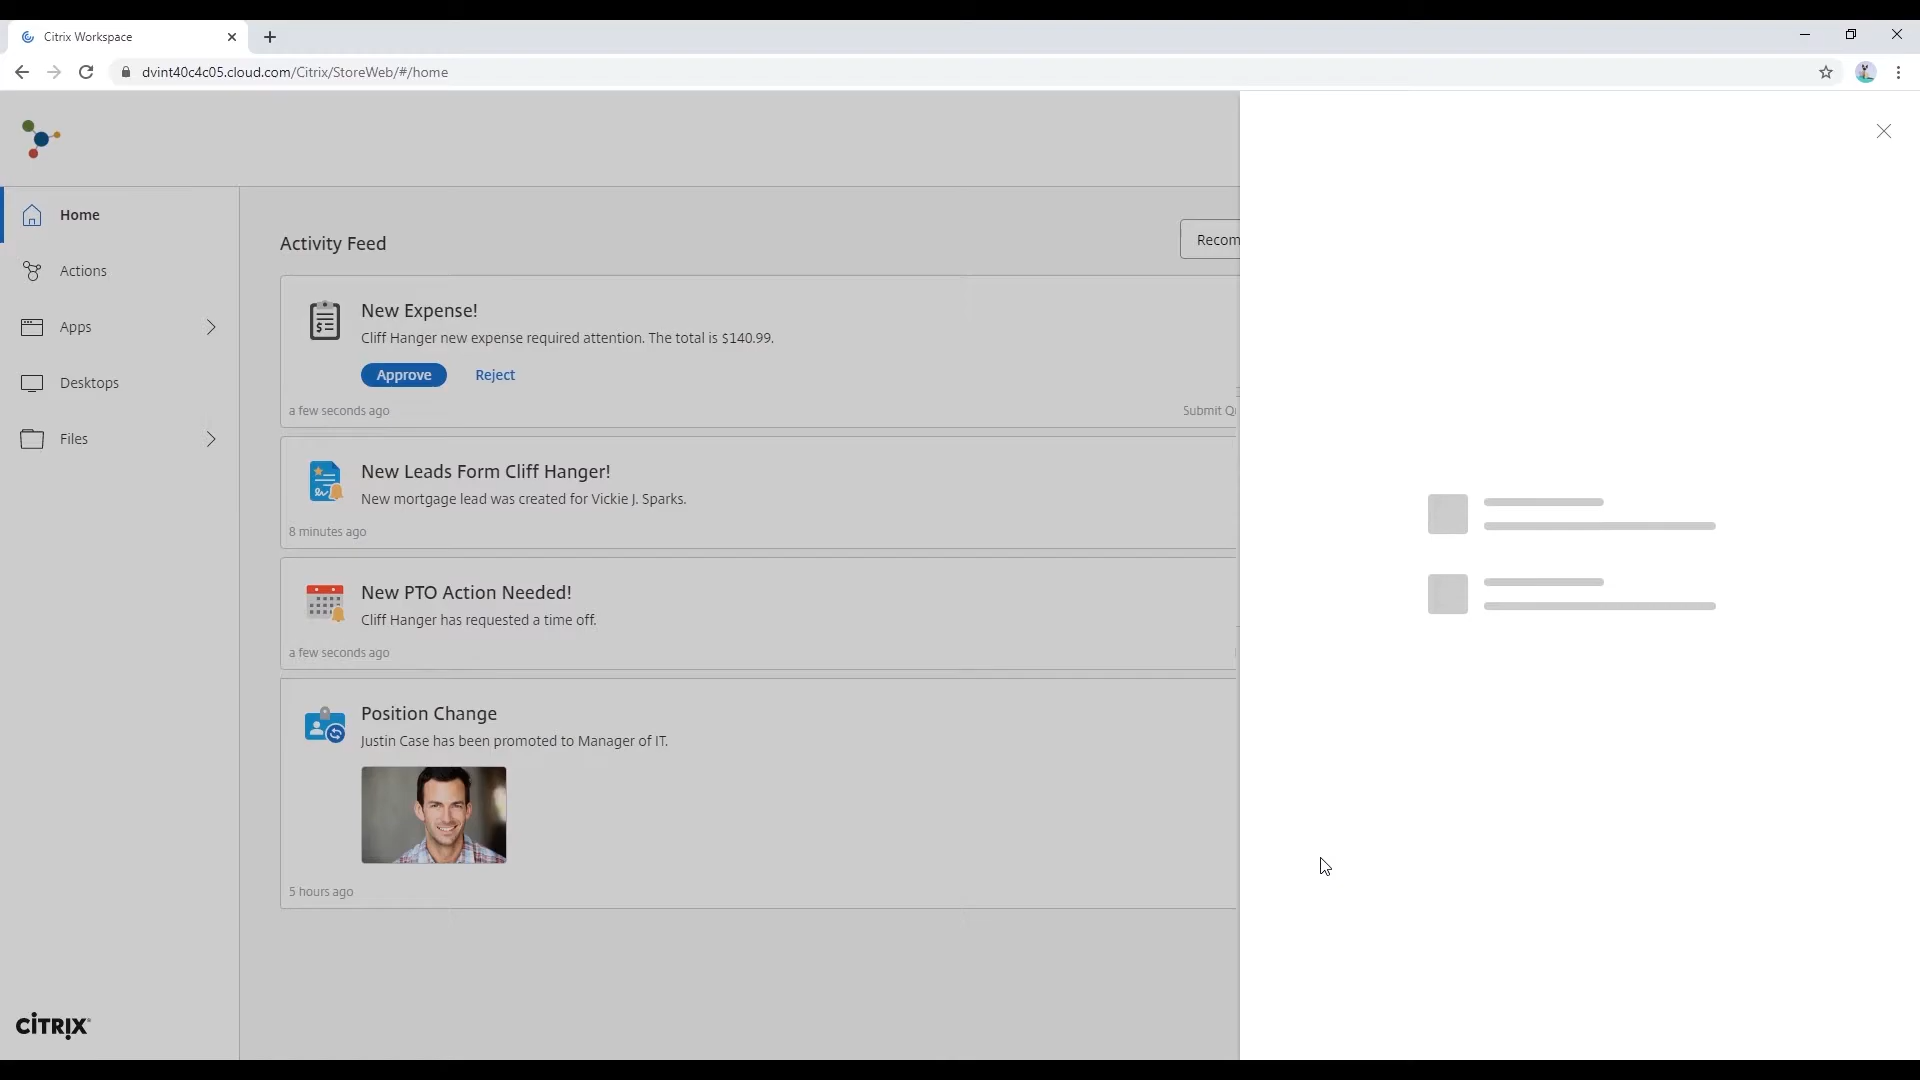 Citrix Workspace
dvint40c4c05.cloud.com/Citrix/StoreWeb/#/home
Home
Actions
Apps
Desktops
Files
CITRIX
Activity Feed
Recom
New Expense!
Cliff Hanger new expense required attention. The total is $140.99.
Approve Reject
a few seconds ago Submit Q
New Leads Form Cliff Hanger!
New mortgage lead was created for Vickie J. Sparks.
8 minutes ago
New PTO Action Needed!
Cliff Hanger has requested a time off.
a few seconds ago
Position Change
Justin Case has been promoted to Manager of IT.
5 hours ago